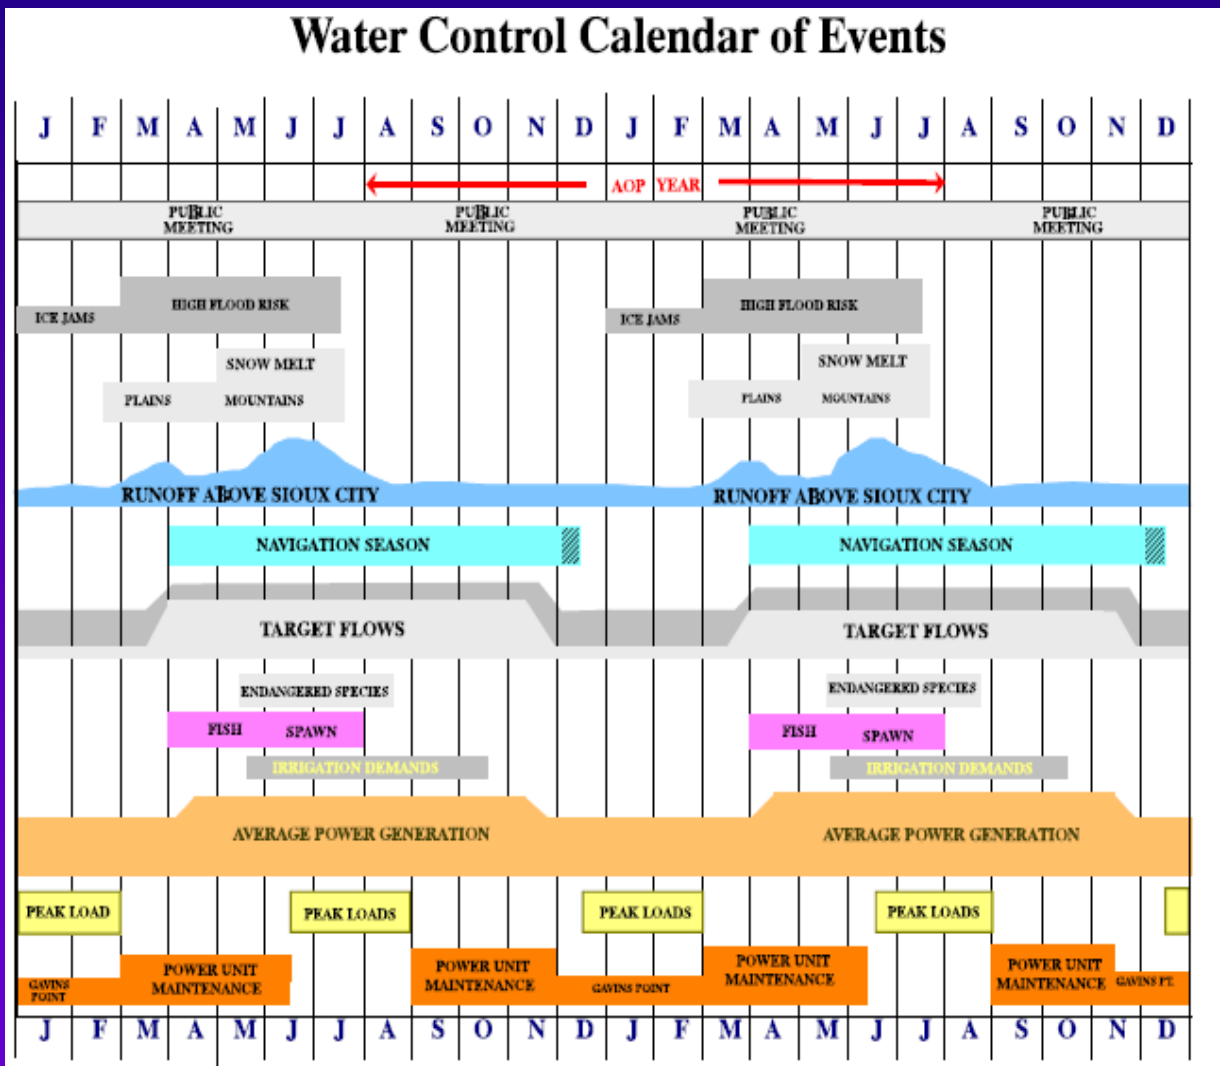 Water Control Calendar of Events
J F M A M J J A S O N D J F M A M J J A S O N D
AOP YEAR
PUBLIC
MEETING
PUBLIC
MEETING
PUBLIC
MEETING
PUBLIC
MEETING
HIGH FLOOD RISK
ICE JAMS
HIGH FLOOD RISK
ICE JAMS
SNOW MELT
PLAINS MOUNTAINS
SNOW MELT
PLAINS MOUNTAINS
RUNOFF ABOVE SIOUX CITY
RUNOFF ABOVE SIOUX CITY
NAVIGATION SEASON
NAVIGATION SEASON
TARGET FLOWS
TARGET FLOWS
ENDANGERED SPECIES
ENDANGERED SPECIES
FISH SPAWN
FISH SPAWN
IRRIGATION DEMANDS
IRRIGATION DEMANDS
AVERAGE POWER GENERATION
AVERAGE POWER GENERATION
PEAK LOAD
PEAK LOADS
PEAK LOADS
PEAK LOADS
GAVINS
POINT
POWER UNIT
MAINTENANCE
POWER UNIT
MAINTENANCE
GAVINS POINT
POWER UNIT
MAINTENANCE
POWER UNIT
MAINTENANCE
GAVINS PT.
J F M A M J J A S O N D J F M A M J J A S O N D